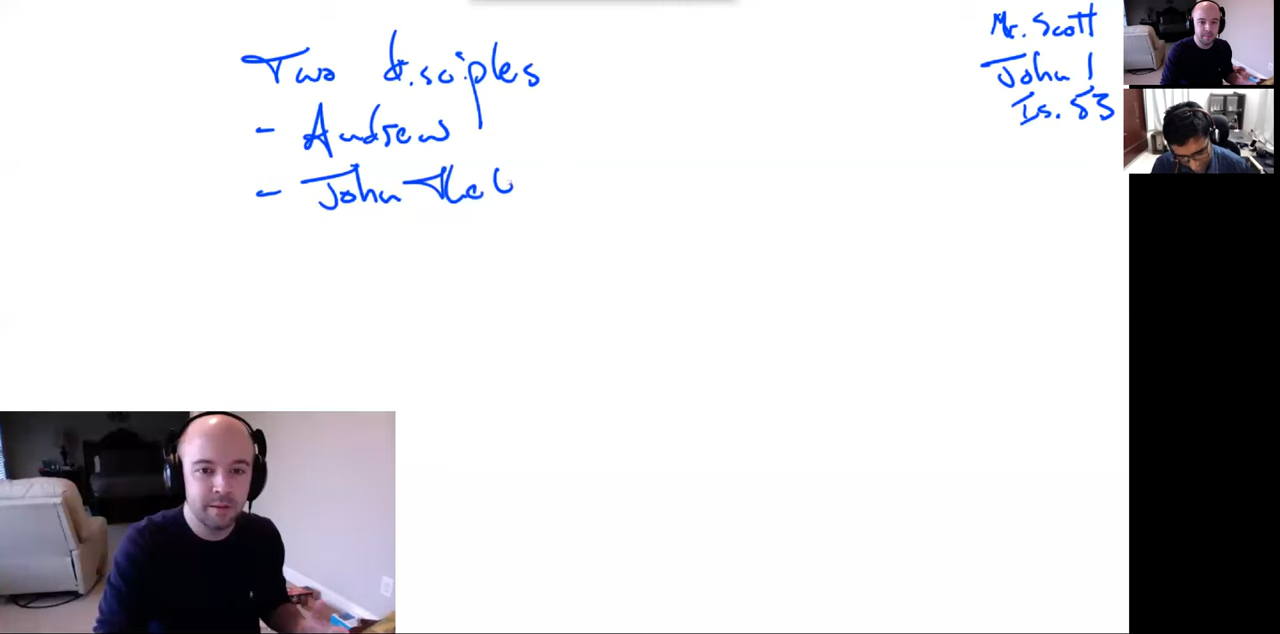 Two disciples
- Andrew
- John The
Mr. Scott
John 1
Is. 53